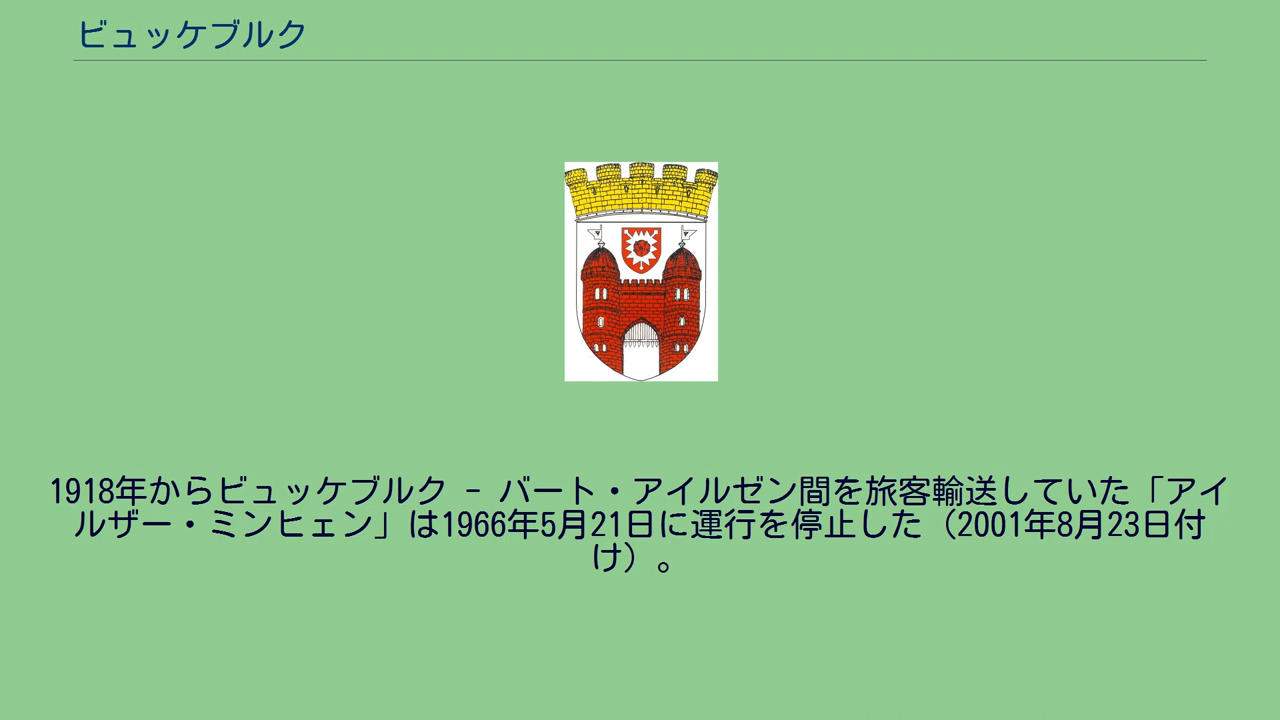 ビュッケブルク
1918年からビュッケブルク - バート・アイルゼン間を旅客輸送していた「アイ
ルザー・ミンヒェン」は1966年5月21日に運行を停止した（2001年8月23日付
け）。